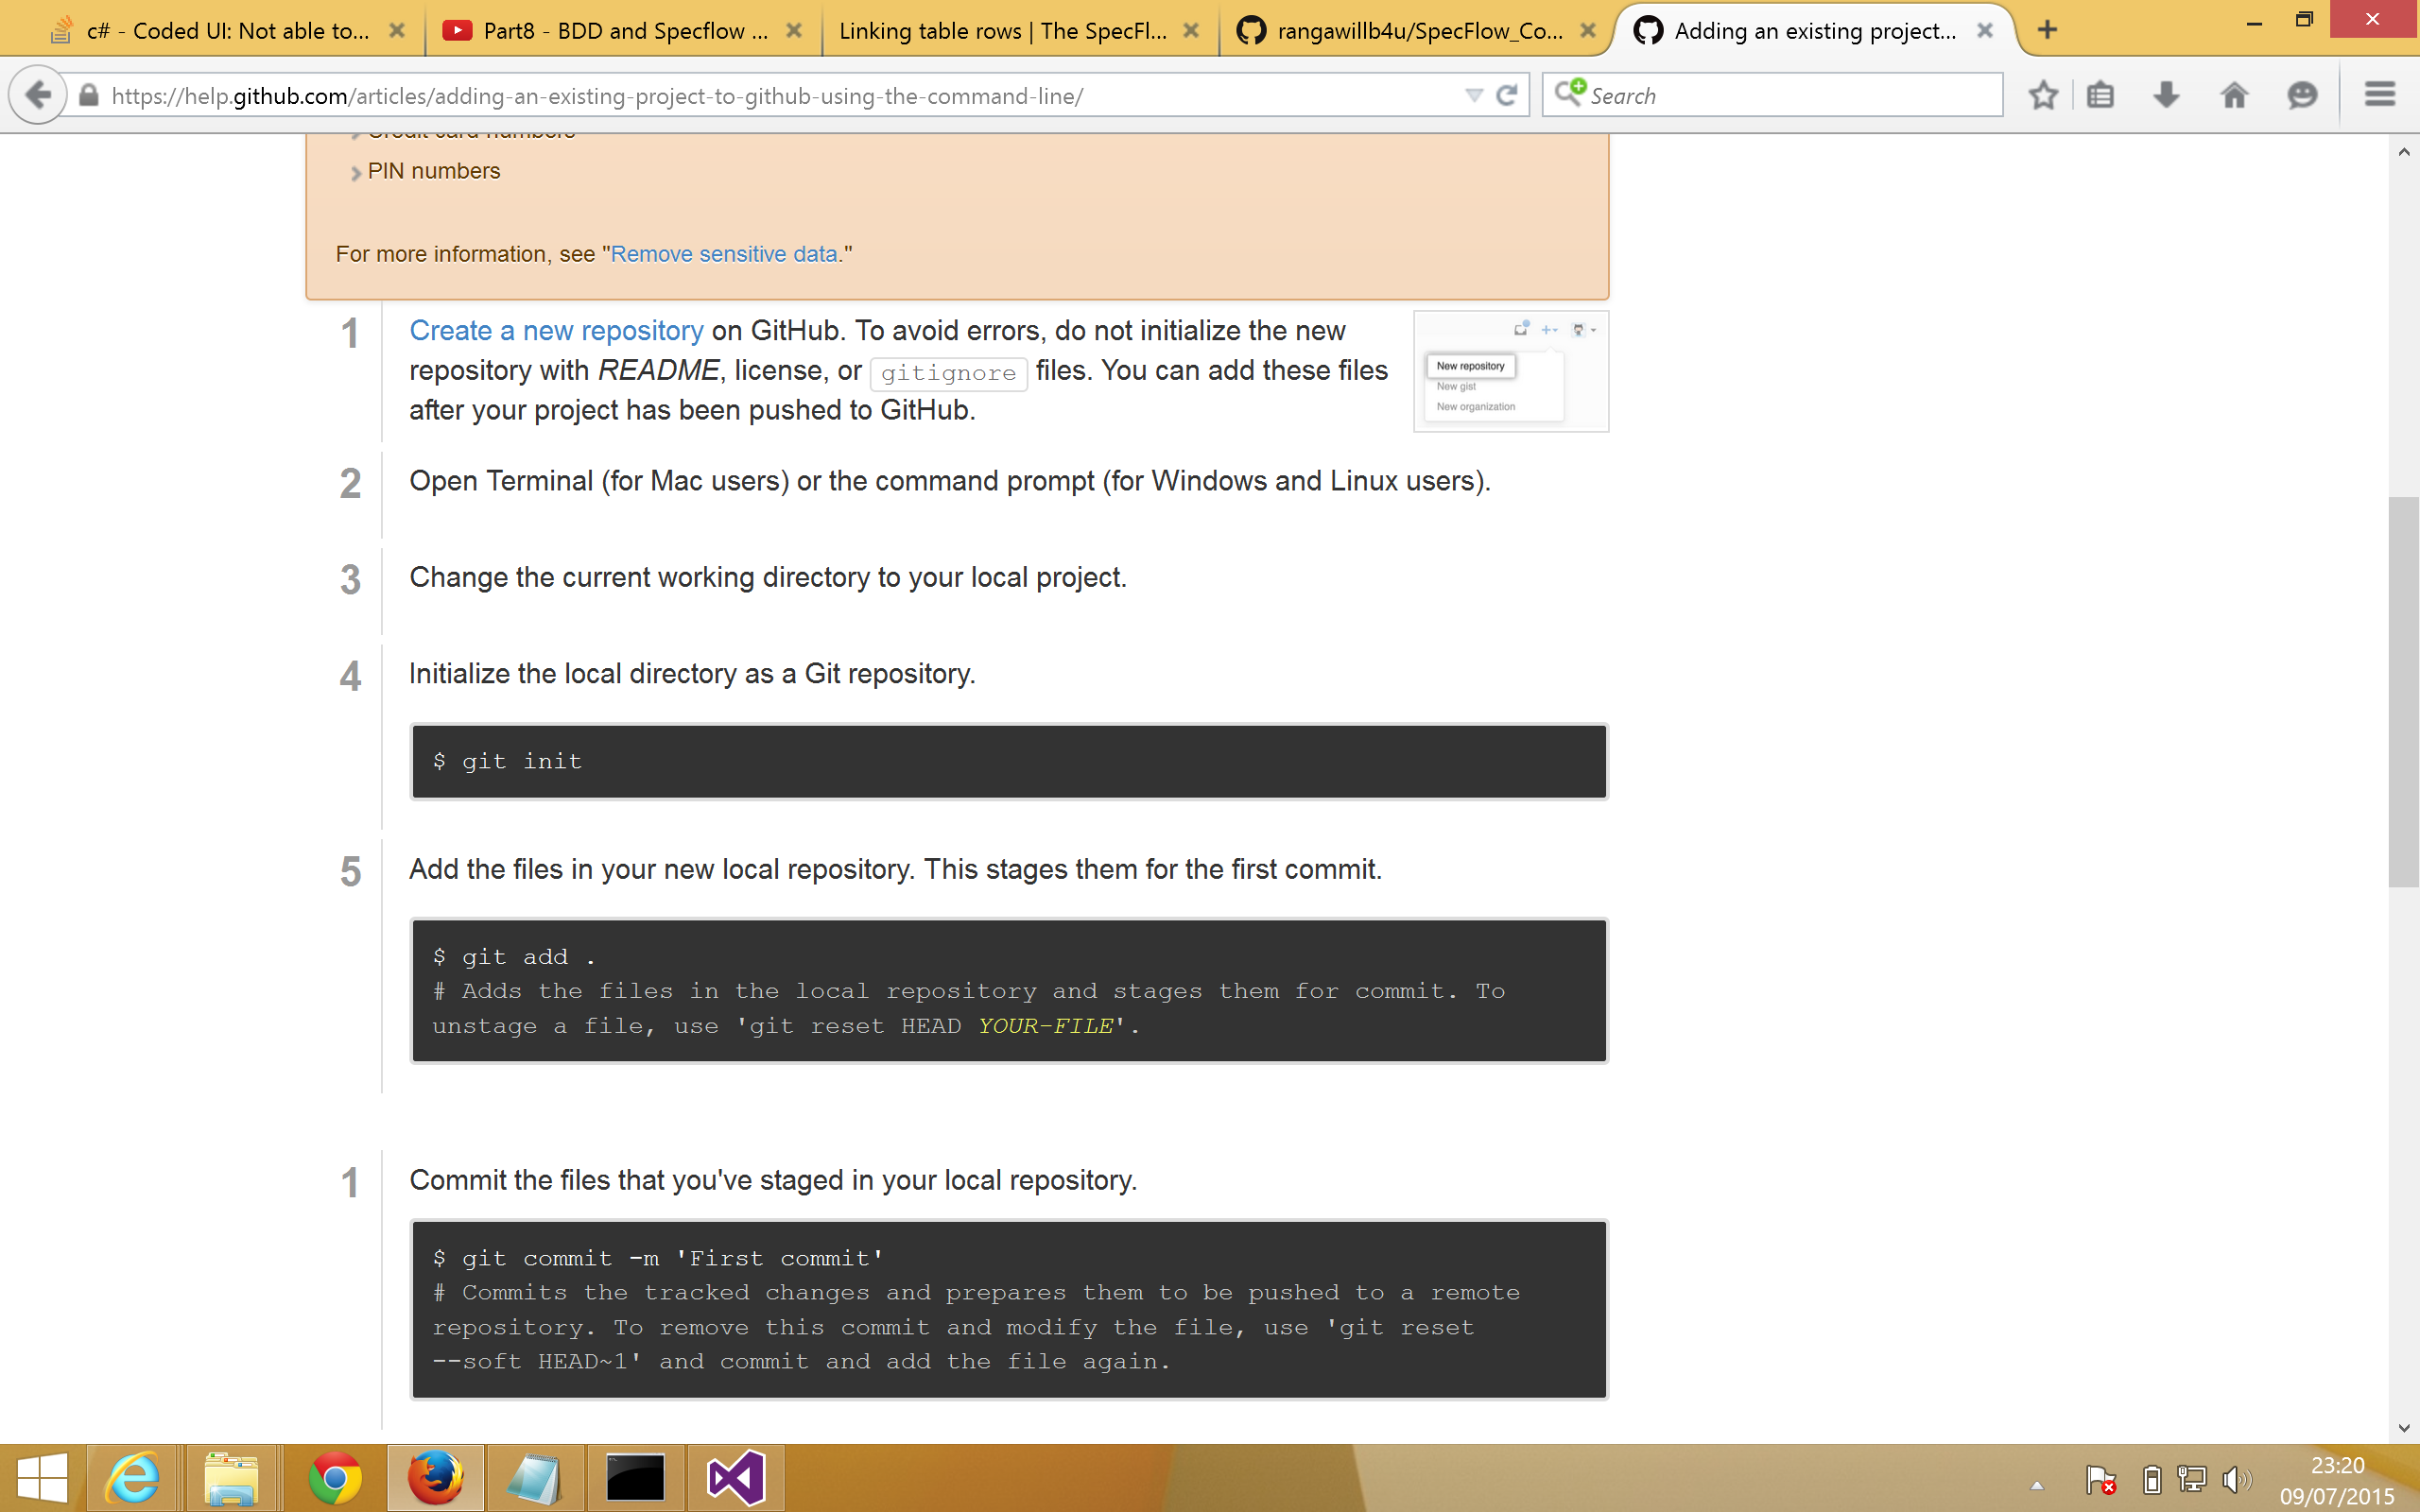 c# - Coded UI: Not able to...
Part8 - BDD and Specflow ...
Linking table rows | The SpecFl...
rangawillb4u/SpecFlow_Co...
Adding an existing project...
https://help.github.com/articles/adding-an-existing-project-to-github-using-the-command-line/
Search
Credit card numbers
PIN numbers
For more information, see "Remove sensitive data."
1
Create a new repository on GitHub. To avoid errors, do not initialize the new
repository with README, license, or gitignore files. You can add these files
after your project has been pushed to GitHub.
New repository
New gist
New organization
2
Open Terminal (for Mac users) or the command prompt (for Windows and Linux users).
3
Change the current working directory to your local project.
4
Initialize the local directory as a Git repository.
$ git init
5
Add the files in your new local repository. This stages them for the first commit.
$ git add .
# Adds the files in the local repository and stages them for commit. To
unstage a file, use 'git reset HEAD YOUR-FILE'.
1
Commit the files that you've staged in your local repository.
$ git commit -m 'First commit'
# Commits the tracked changes and prepares them to be pushed to a remote
repository. To remove this commit and modify the file, use 'git reset
--soft HEAD~1' and commit and add the file again.
23:20
09/07/2015